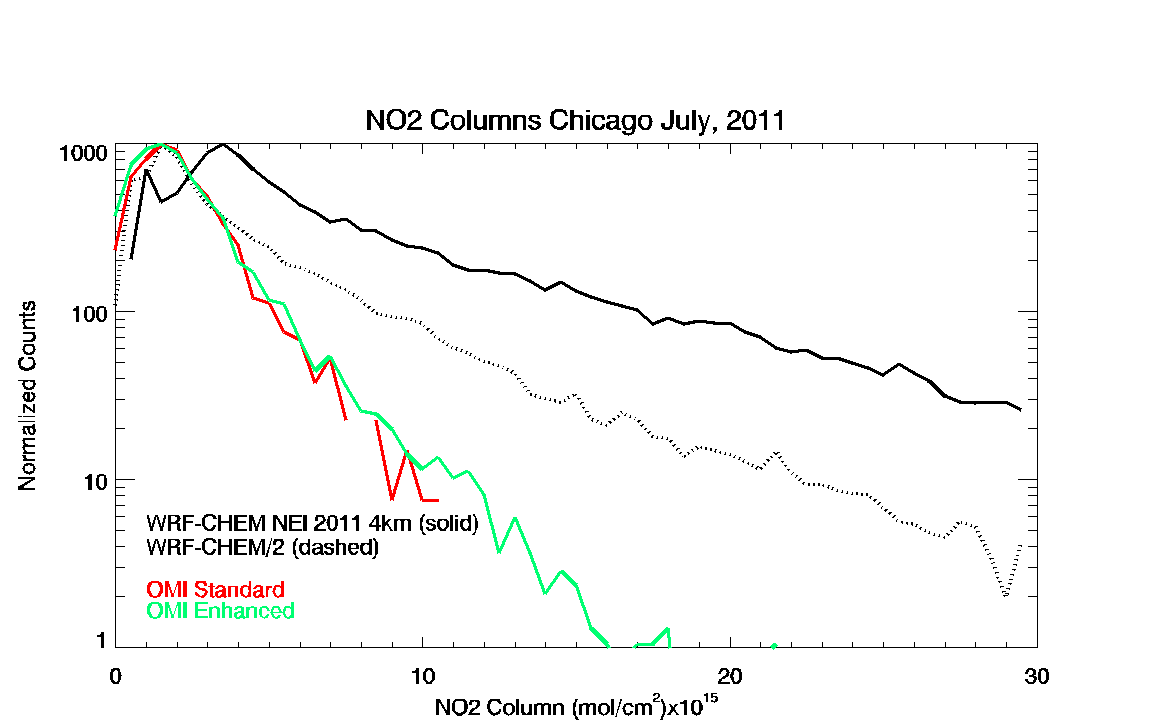 NO2 Columns Chicago July, 2011
1000
100
10
1
Normalized Counts
WRF-CHEM NEI 2011 4km (solid)
WRF-CHEM/2 (dashed)
OMI Standard
OMI Enhanced
0 10 20 30
NO2 Column (mol/cm²)x10¹⁵